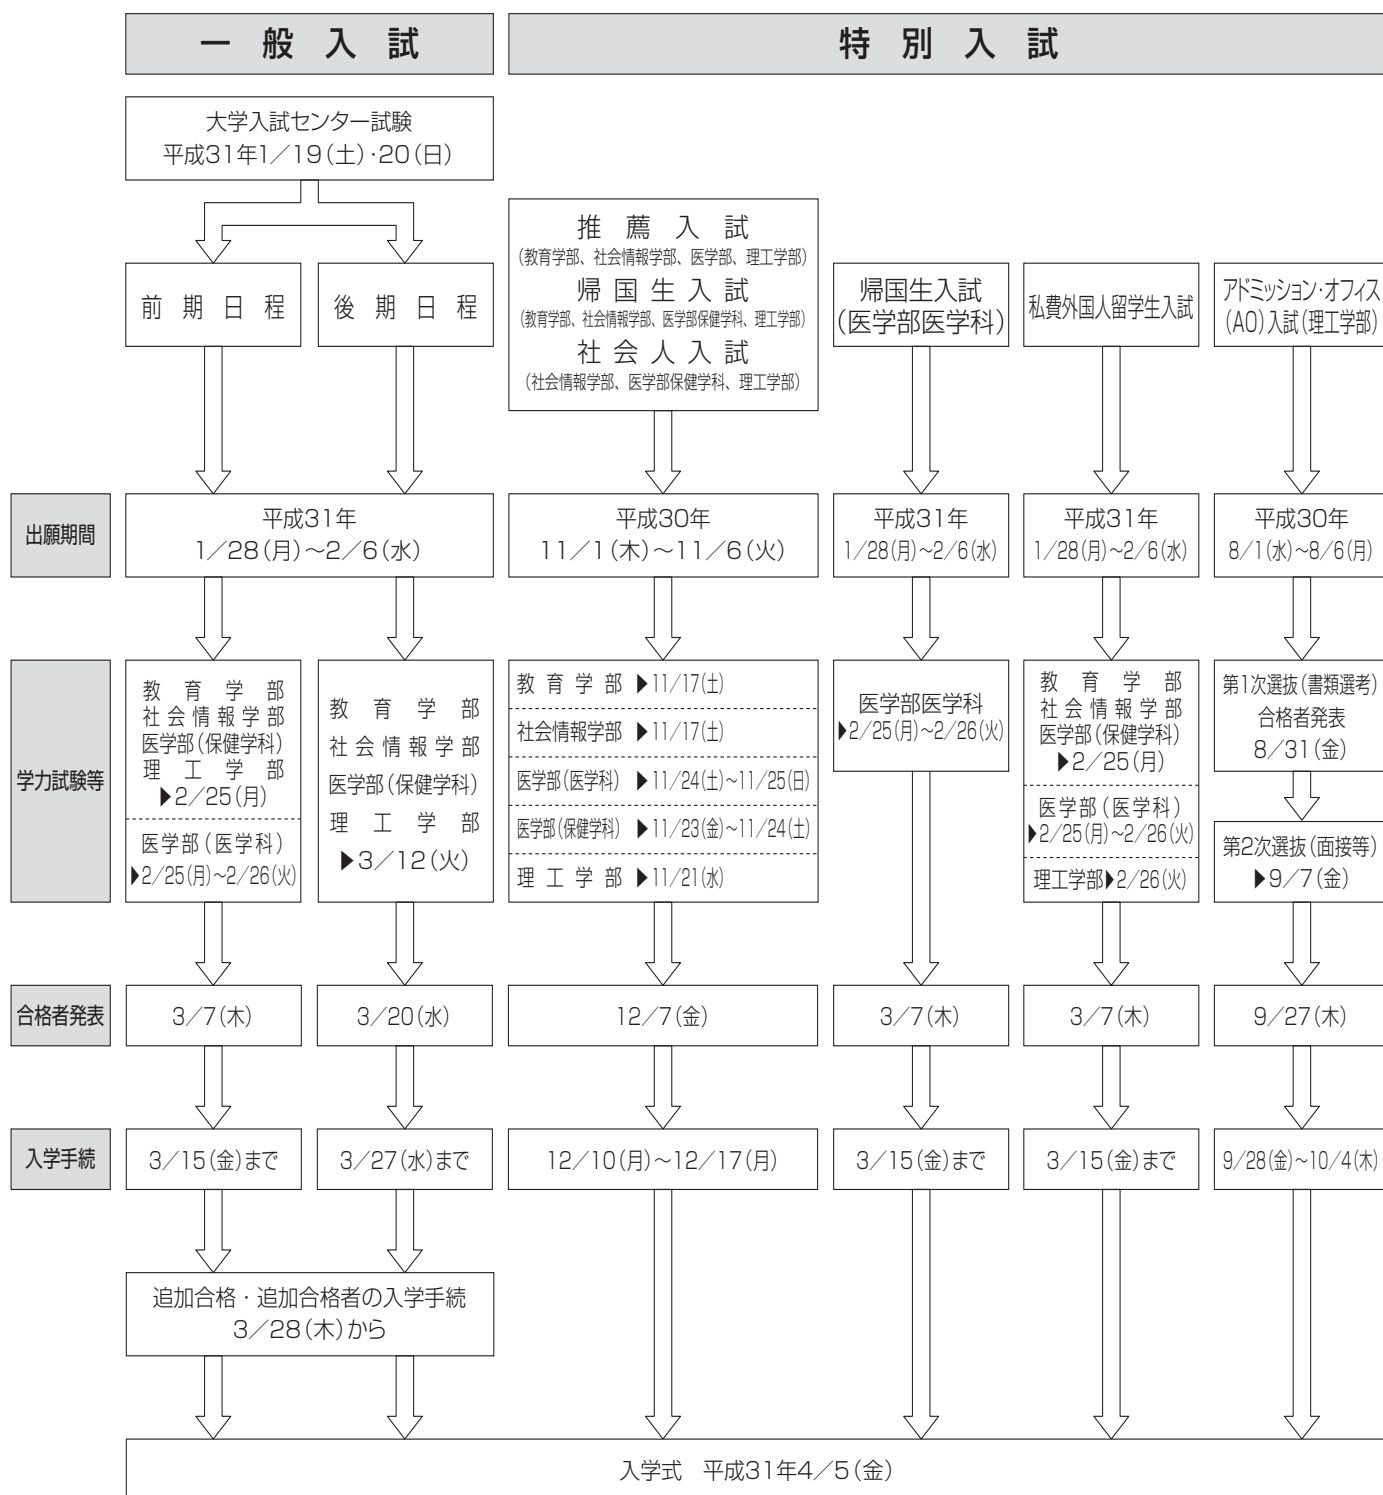 一般入試
特別入試
大学入試センター試験
平成31年1／19(土)・20(日)
前期日程
後期日程
推薦入試
(教育学部、社会情報学部、医学部、理工学部)
帰国生入試
(教育学部、社会情報学部、医学部保健学科、理工学部)
社会人入試
(社会情報学部、医学部保健学科、理工学部)
帰国生入試
(医学部医学科)
私費外国人留学生入試
アドミッション・オフィス
(AO)入試(理工学部)
出願期間
平成31年
1／28(月)～2／6(水)
平成30年
11／1(木)～11／6(火)
平成31年
1／28(月)～2／6(水)
平成31年
1／28(月)～2／6(水)
平成30年
8／1(水)～8／6(月)
学力試験等
教育学部
社会情報学部
医学部(保健学科)
理工学部
▶2／25(月)
医学部(医学科)
▶2／25(月)～2／26(火)
教育学部
社会情報学部
医学部(保健学科)
理工学部
▶3／12(火)
教育学部 ▶11／17(土)
社会情報学部 ▶11／17(土)
医学部(医学科) ▶11／24(土)～11／25(日)
医学部(保健学科) ▶11／23(金)～11／24(土)
理工学部 ▶11／21(水)
医学部医学科
▶2／25(月)～2／26(火)
教育学部
社会情報学部
医学部(保健学科)
▶2／25(月)
医学部(医学科)
▶2／25(月)～2／26(火)
理工学部▶2／26(火)
第1次選抜(書類選考)
合格者発表
8／31(金)
第2次選抜(面接等)
▶9／7(金)
合格者発表
3／7(木)
3／20(水)
12／7(金)
3／7(木)
3／7(木)
9／27(木)
入学手続
3／15(金)まで
3／27(水)まで
12／10(月)～12／17(月)
3／15(金)まで
3／15(金)まで
9／28(金)～10／4(木)
追加合格・追加合格者の入学手続
3／28(木)から
入学式　平成31年4／5(金)